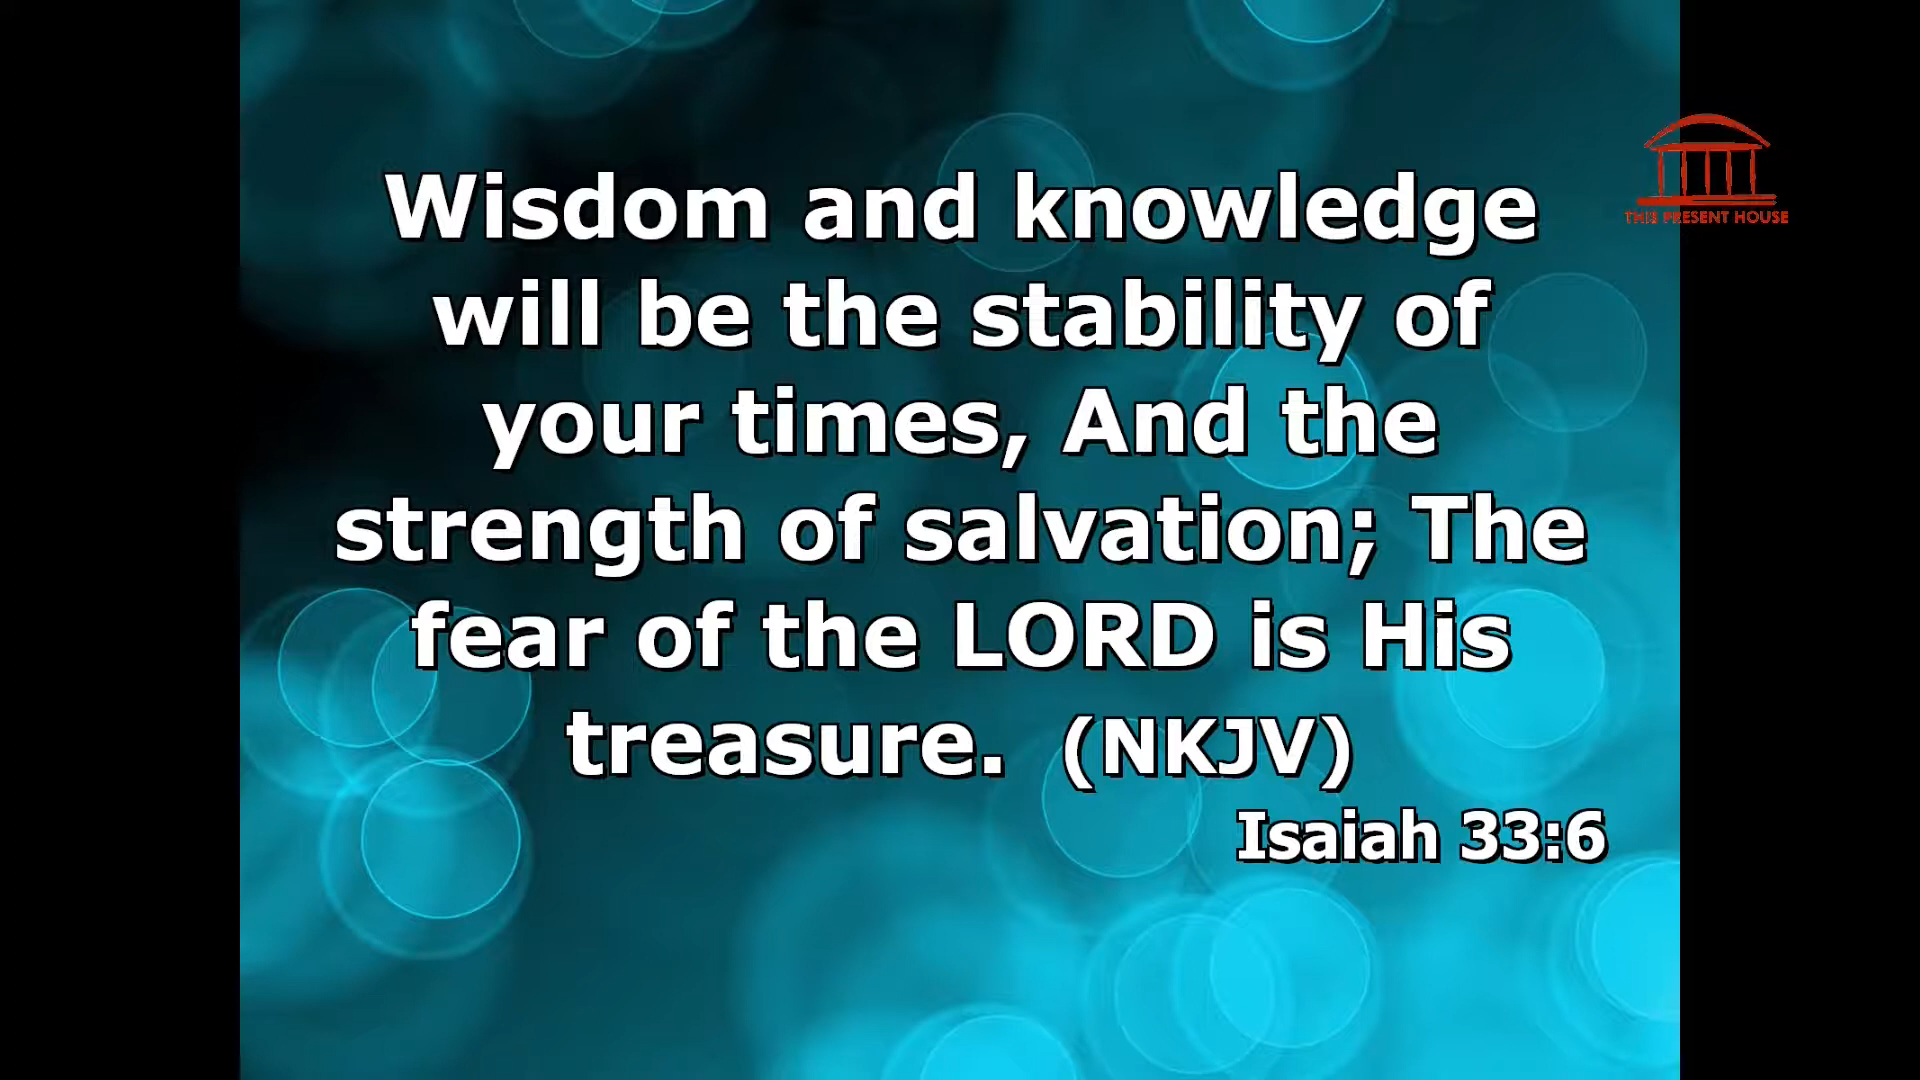 Wisdom and knowledge
will be the stability of
your times, And the
strength of salvation; The
fear of the LORD is His
treasure. (NKJV)
Isaiah 33:6
THIS PRESENT HOUSE